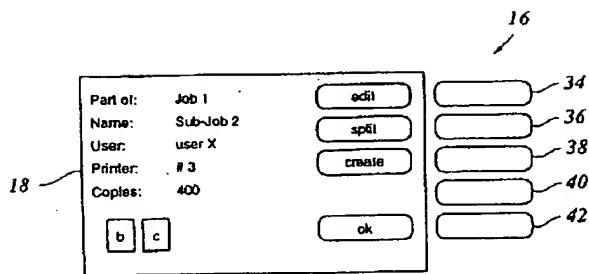 16
Part of: Job 1 edit 34
Name: Sub-Job 2 split 36
User: user X
Printer: # 3 create 38
18 Copies: 400 40
b c ok 42